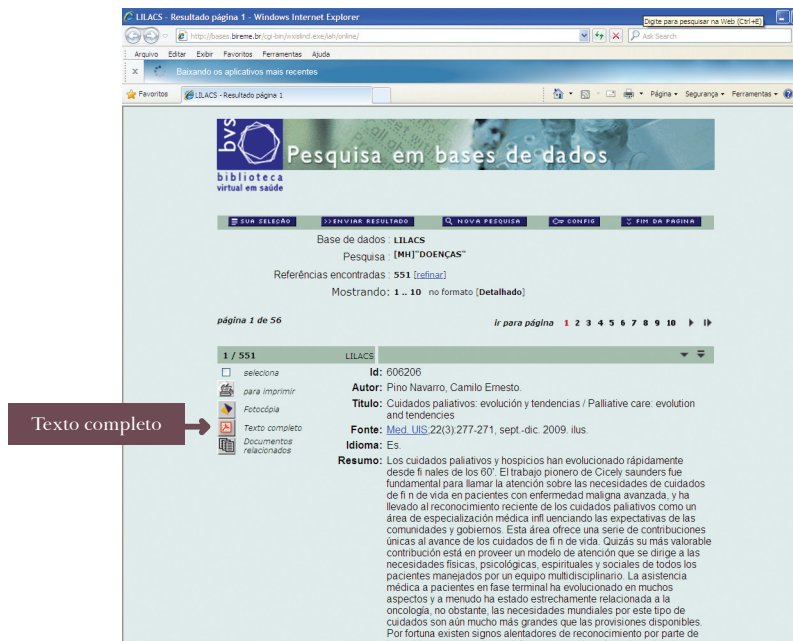 LILACS - Resultado página 1 - Windows Internet Explorer
Digite para pesquisar na Web (Ctrl+E)
http://bases.bireme.br/cgi-bin/wxislind.exe/iah/online/
Ask Search
Arquivo Editar Exibir Favoritos Ferramentas Ajuda
x Baixando os aplicativos mais recentes
Favoritos LILACS - Resultado página 1 Página Segurança Ferramentas
bvs
Pesquisa em bases de dados
biblioteca
virtual em saúde
SUA SELEÇÃO >>ENVIAR RESULTADO NOVA PESQUISA CONFIG FIM DA PAGINA
Base de dados : LILACS
Pesquisa : [MH]"DOENÇAS"
Referências encontradas : 551 [refinar]
Mostrando: 1 .. 10 no formato [Detalhado]
página 1 de 56 ir para página 1 2 3 4 5 6 7 8 9 10
1 / 551 LILACS
seleciona
para imprimir
Fotocópia
Texto completo
Documentos
relacionados
Texto completo
Id: 606206
Autor: Pino Navarro, Camilo Ernesto.
Título: Cuidados paliativos: evolución y tendencias / Palliative care: evolution
and tendencies
Fonte: Med. UIS;22(3):277-271, sept.-dic. 2009. ilus.
Idioma: Es.
Resumo: Los cuidados paliativos y hospicios han evolucionado rápidamente
desde fi nales de los 60'. El trabajo pionero de Cicely saunders fue
fundamental para llamar la atención sobre las necesidades de cuidados
de fi n de vida en pacientes con enfermedad maligna avanzada, y ha
llevado al reconocimiento reciente de los cuidados paliativos como un
área de especialización médica infl uenciando las expectativas de las
comunidades y gobiernos. Esta área ofrece una serie de contribuciones
únicas al avance de los cuidados de fi n de vida. Quizás su más valorable
contribución está en proveer un modelo de atención que se dirige a las
necesidades físicas, psicológicas, espirituales y sociales de todos los
pacientes manejados por un equipo multidisciplinario. La asistencia
médica a pacientes en fase terminal ha evolucionado en muchos
aspectos y a menudo ha estado estrechamente relacionada a la
oncología, no obstante, las necesidades mundiales por este tipo de
cuidados son aún mucho más grandes que las provisiones disponibles.
Por fortuna existen signos alentadores de reconocimiento por parte de